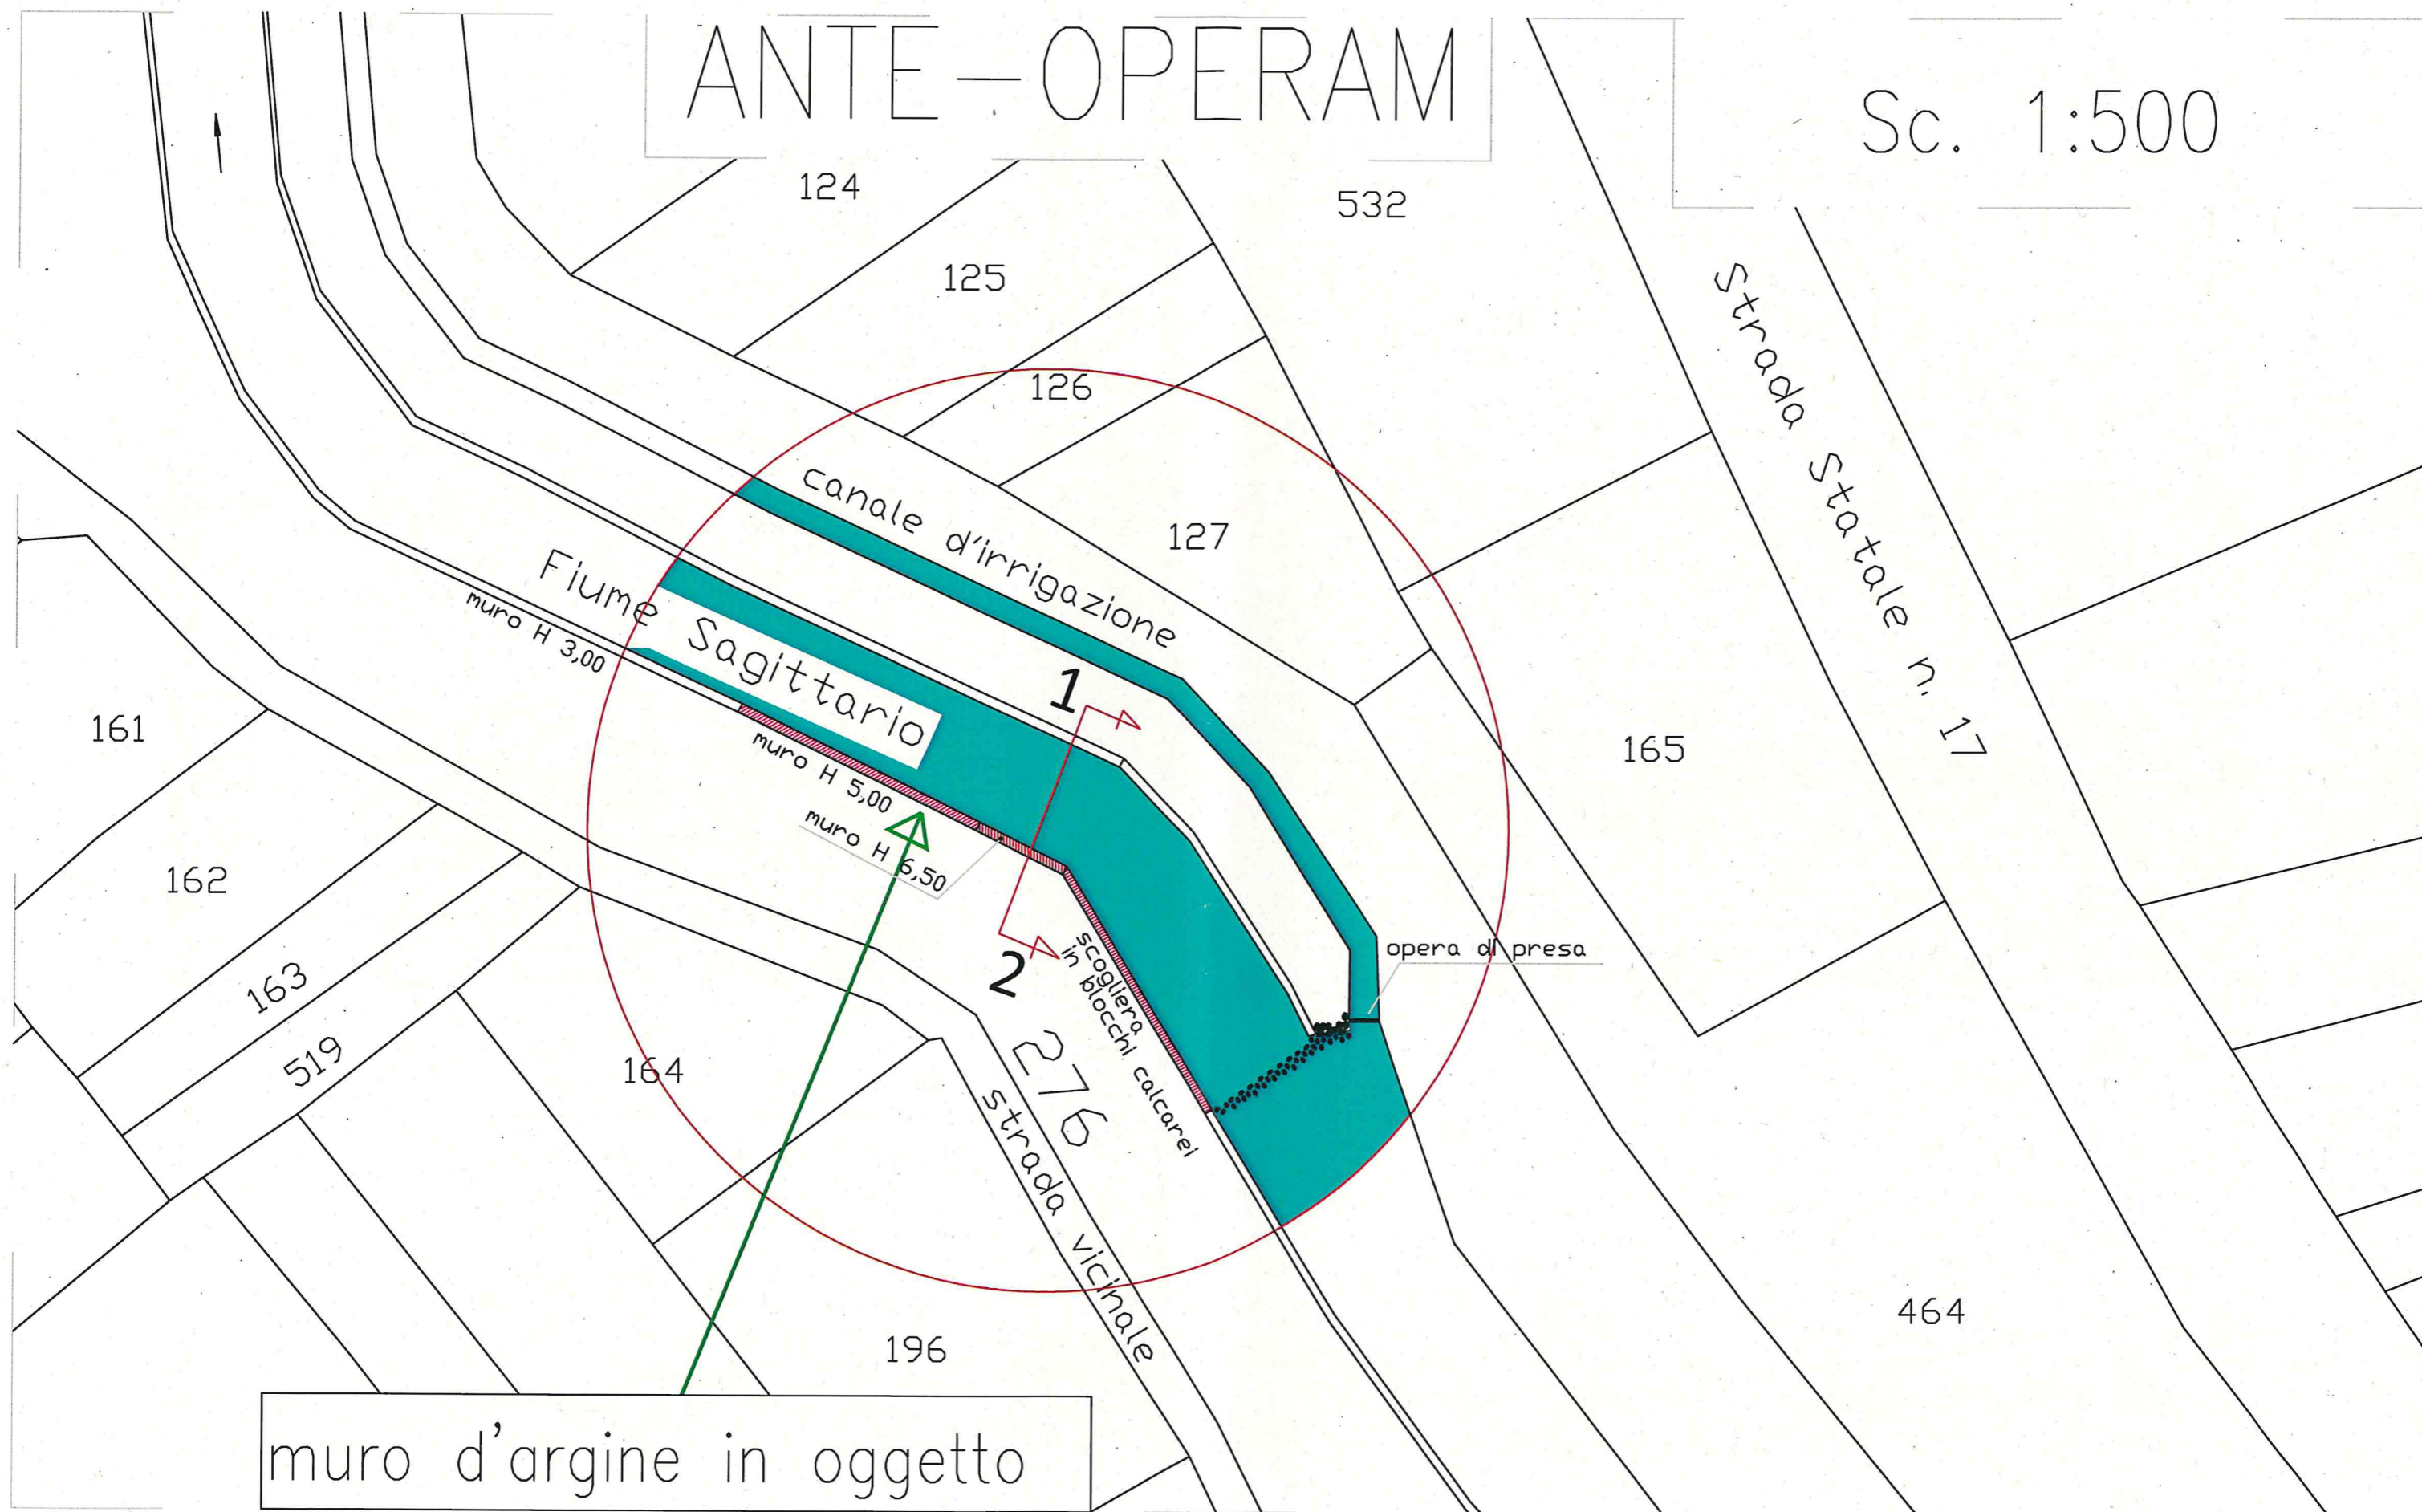 ANTE-OPERAM
Sc. 1:500
124
532
125
126
127
Strada Statale n. 17
canale d'irrigazione
Fiume Sagittario
muro H 3,00
muro H 5,00
muro H 6,50
1
2
161
162
163
519
164
165
opera di presa
scogliera
in blocchi calcarei
276
strada vicinale
196
464
muro d'argine in oggetto